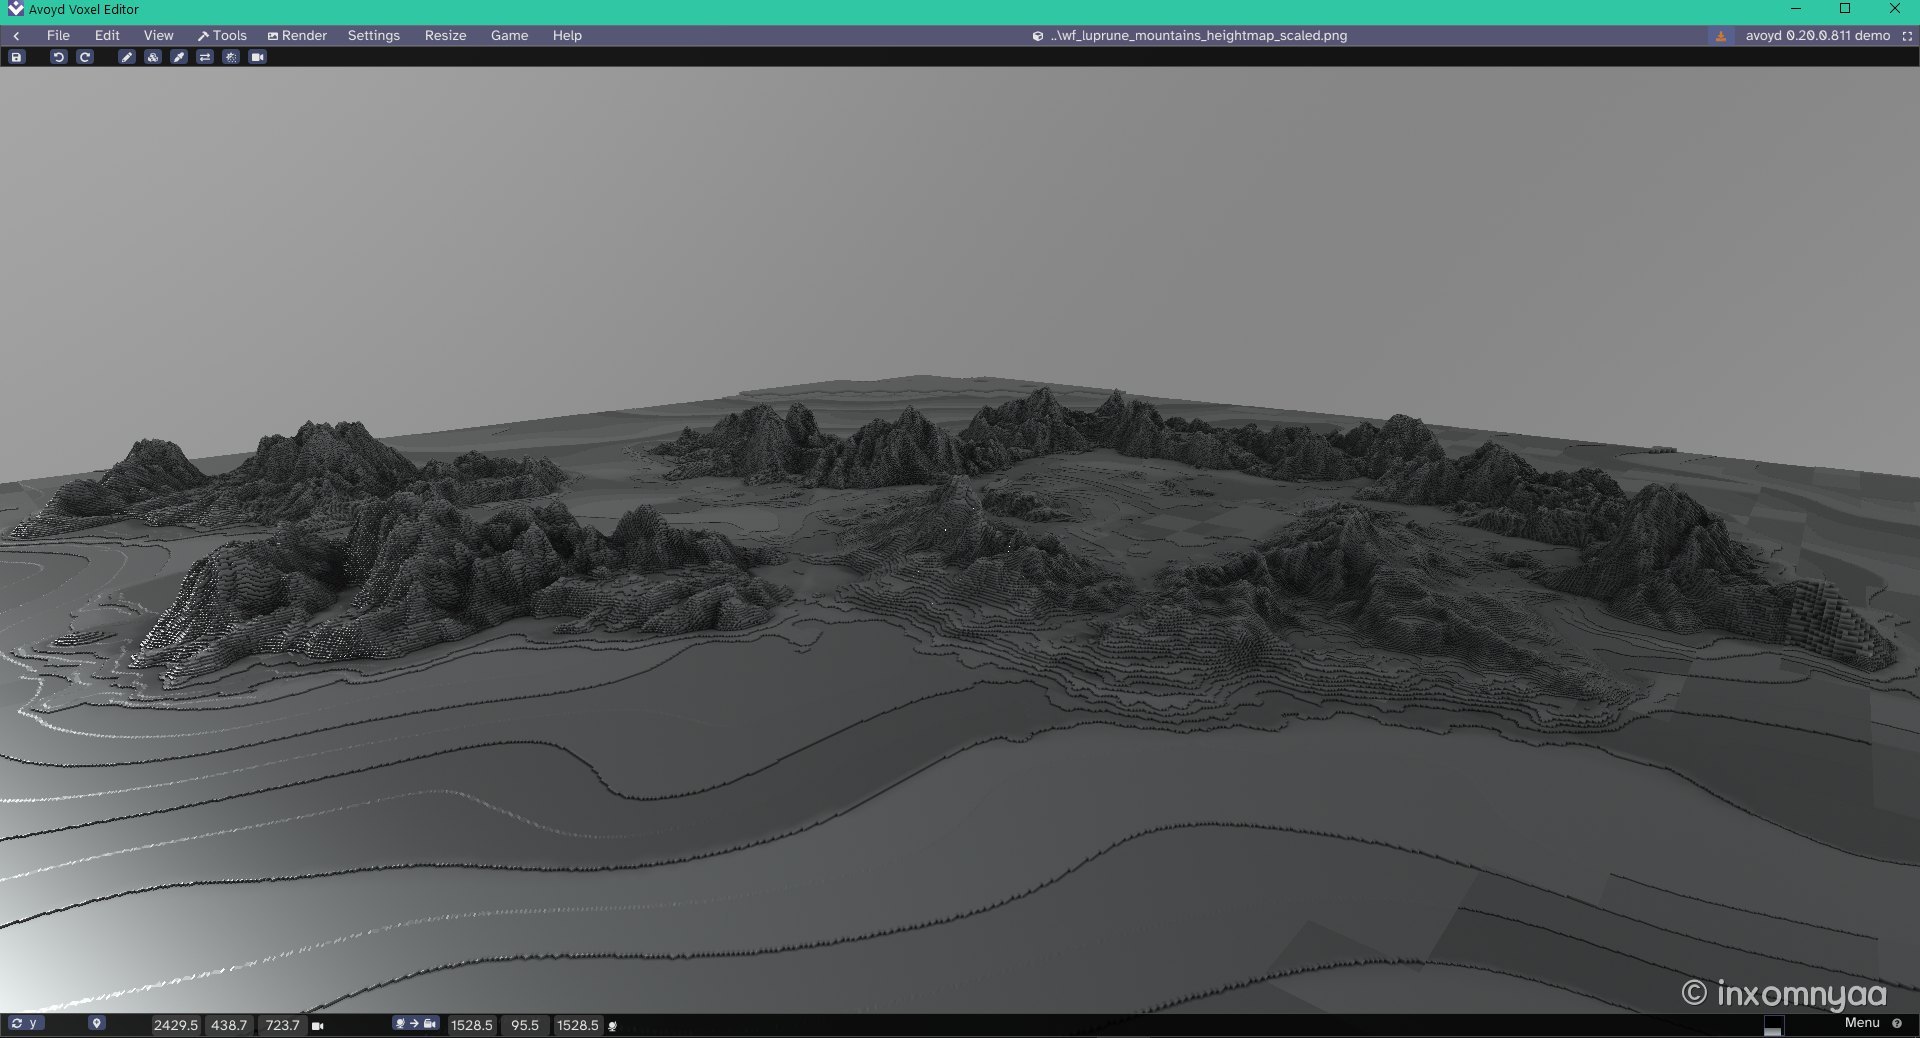 Avoyd Voxel Editor
File Edit View Tools Render Settings Resize Game Help ..\wf_luprune_mountains_heightmap_scaled.png avoyd 0.20.0.811 demo
© inxomnyaa
y 2429.5 438.7 723.7 1528.5 95.5 1528.5 Menu